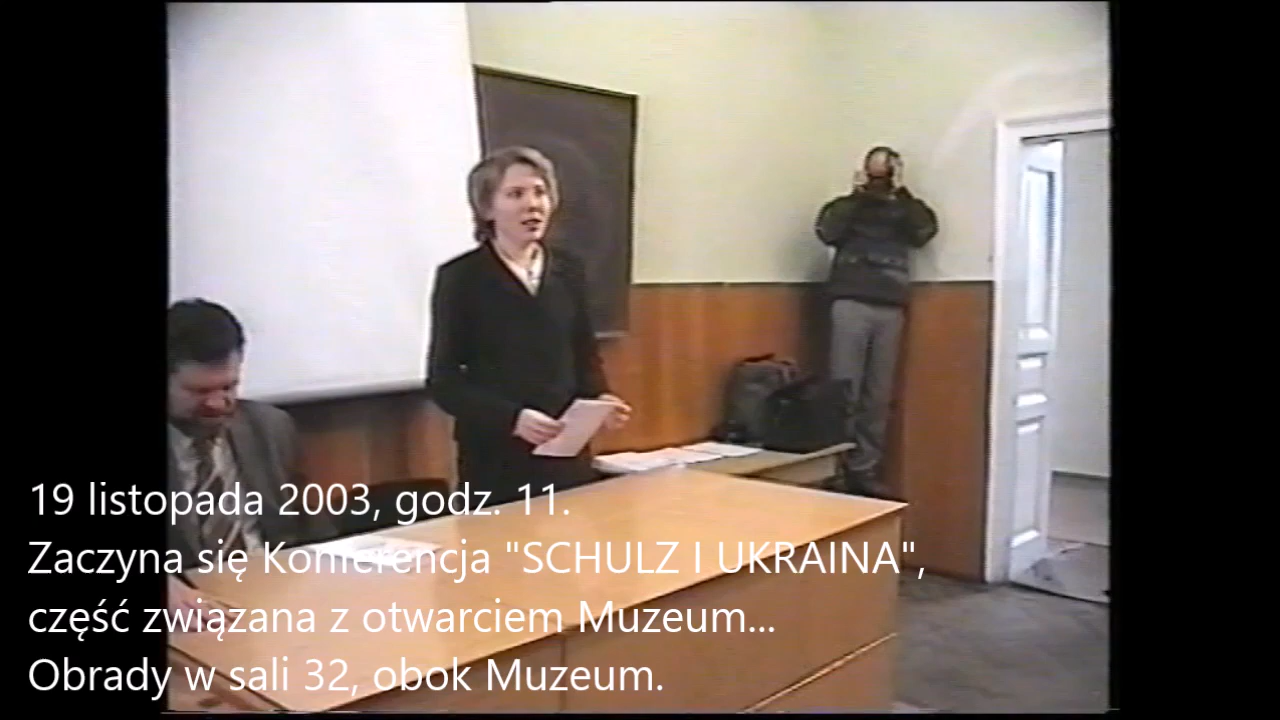 19 listopada 2003, godz. 11.
Zaczyna się Konferencja "SCHULZ I UKRAINA",
część związana z otwarciem Muzeum...
Obrady w sali 32, obok Muzeum.